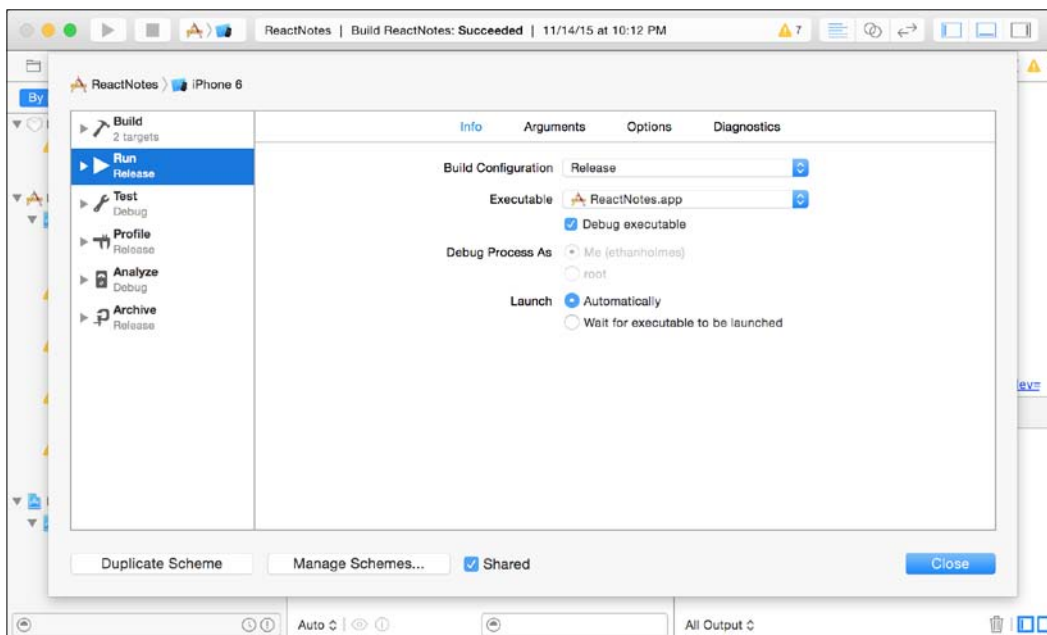 ReactNotes | Build ReactNotes: Succeeded | 11/14/15 at 10:12 PM
7
ReactNotes iPhone 6
By
Build
2 targets
Run
Release
Test
Debug
Profile
Release
Analyze
Debug
Archive
Release
Info Arguments Options Diagnostics
Build Configuration Release
Executable ReactNotes.app
Debug executable
Debug Process As Me (ethanholmes)
root
Launch Automatically
Wait for executable to be launched
lev=
Duplicate Scheme Manage Schemes... Shared Close
Auto All Output